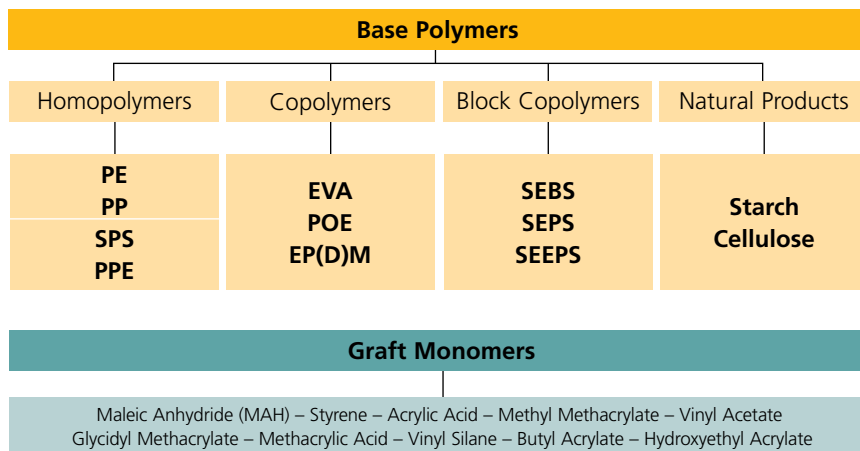 Base Polymers
Homopolymers
Copolymers
Block Copolymers
Natural Products
PE
PP
SPS
PPE
EVA
POE
EP(D)M
SEBS
SEPS
SEEPS
Starch
Cellulose
Graft Monomers
Maleic Anhydride (MAH) – Styrene – Acrylic Acid – Methyl Methacrylate – Vinyl Acetate
Glycidyl Methacrylate – Methacrylic Acid – Vinyl Silane – Butyl Acrylate – Hydroxyethyl Acrylate